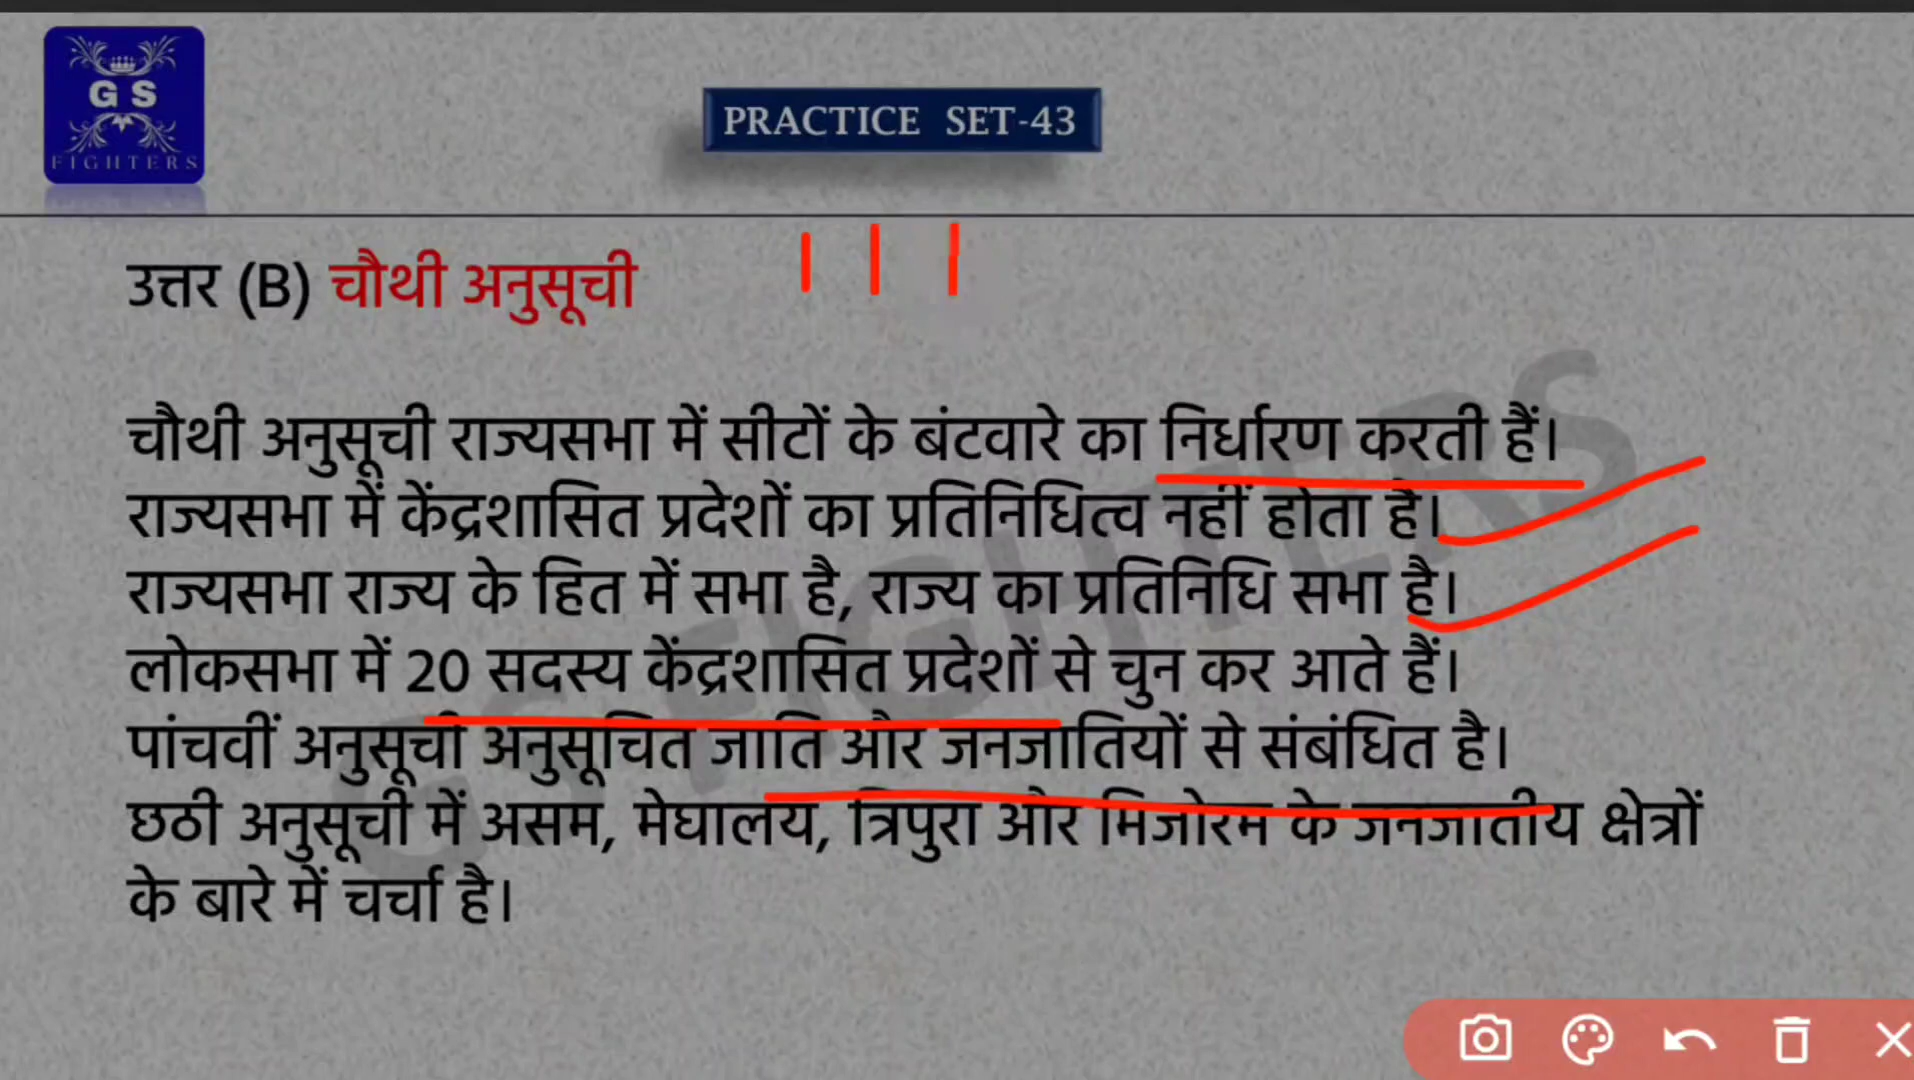 G S
FIGHTERS
PRACTICE SET-43
उत्तर (B) चौथी अनुसूची
चौथी अनुसूची राज्यसभा में सीटों के बंटवारे का निर्धारण करती हैं।
राज्यसभा में केंद्रशासित प्रदेशों का प्रतिनिधित्व नहीं होता है।
राज्यसभा राज्य के हित में सभा है, राज्य का प्रतिनिधि सभा है।
लोकसभा में 20 सदस्य केंद्रशासित प्रदेशों से चुन कर आते हैं।
पांचवीं अनुसूची अनुसूचित जाति और जनजातियों से संबंधित है।
छठी अनुसूची में असम, मेघालय, त्रिपुरा और मिजोरम के जनजातीय क्षेत्रों
के बारे में चर्चा है।
GS FIGHTERS